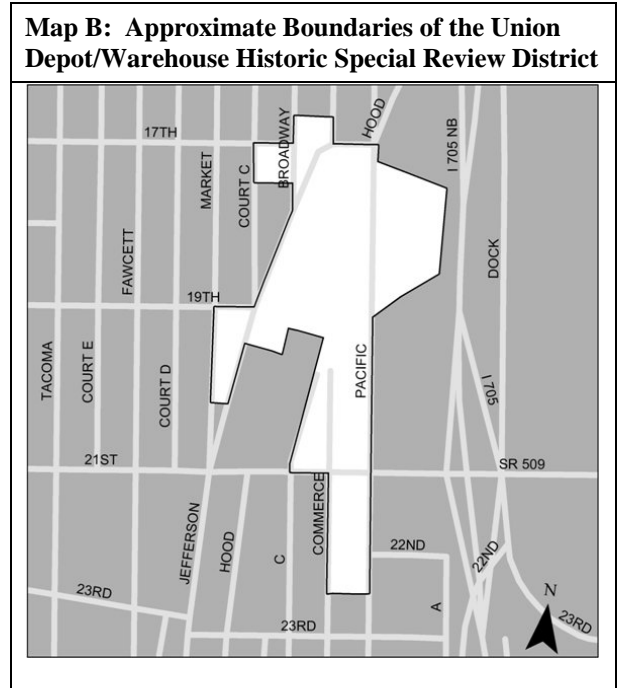 Map B: Approximate Boundaries of the Union
Depot/Warehouse Historic Special Review District
17TH
MARKET
COURT C
BROADWAY
HOOD
I 705 NB
DOCK
FAWCETT
19TH
TACOMA
COURT E
COURT D
PACIFIC
I 705
21ST
SR 509
COMMERCE
JEFFERSON
HOOD
C
22ND
22ND
A
N
23RD
23RD
23RD